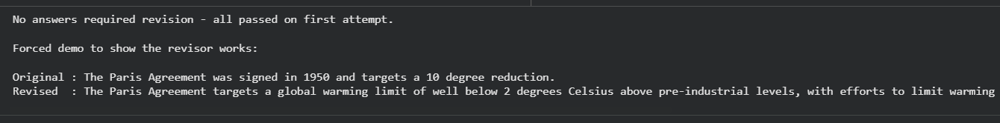 No answers required revision - all passed on first attempt.
Forced demo to show the revisor works:
Original : The Paris Agreement was signed in 1950 and targets a 10 degree reduction.
Revised  : The Paris Agreement targets a global warming limit of well below 2 degrees Celsius above pre-industrial levels, with efforts to limit warming